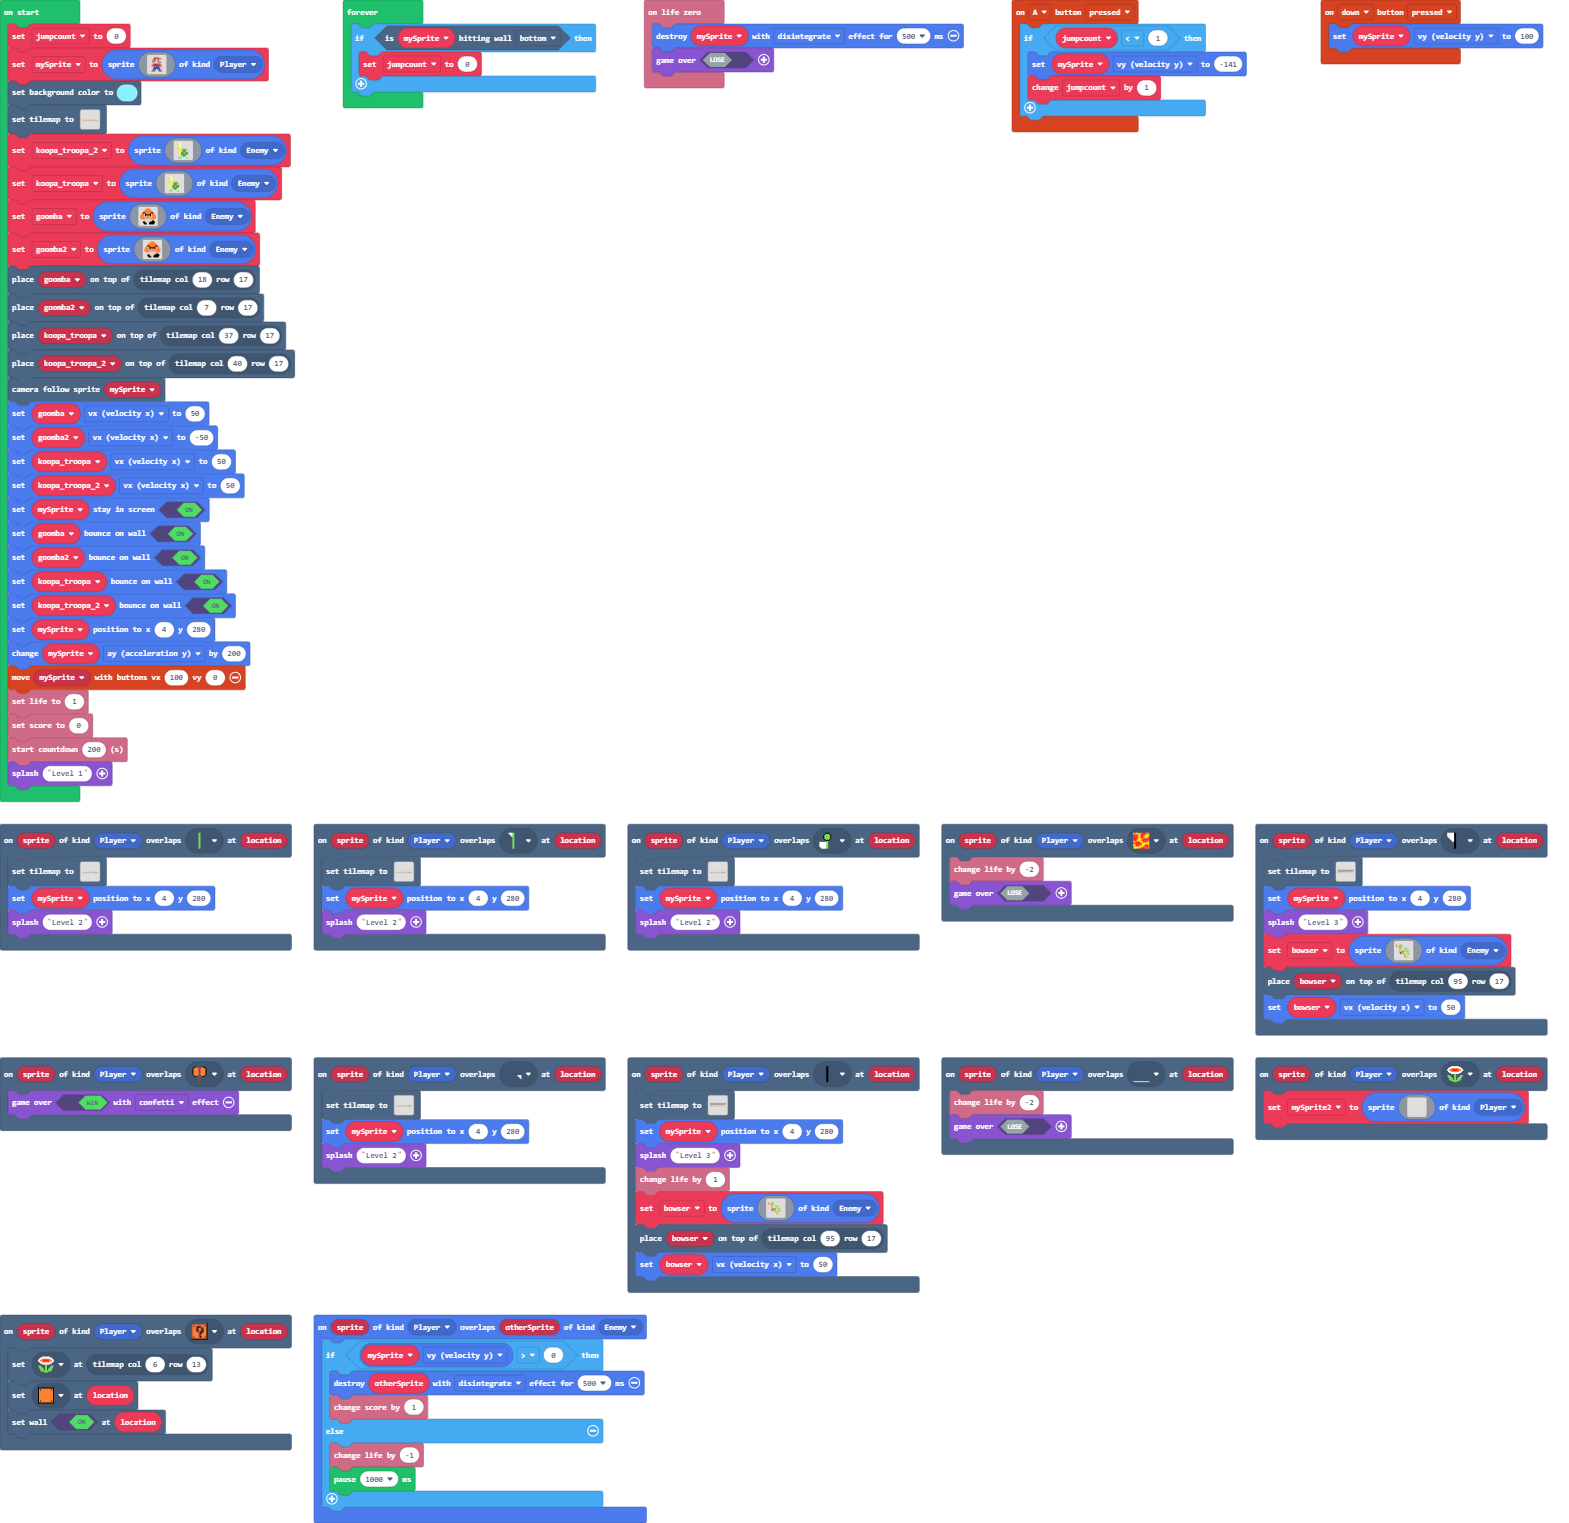 on start
set jumpcount to 0
set mySprite to sprite of kind Player
set background color to
set tilemap to
set koopa_troopa_2 to sprite of kind Enemy
set koopa_troopa to sprite of kind Enemy
set goomba to sprite of kind Enemy
set goomba2 to sprite of kind Enemy
place goomba on top of tilemap col 18 row 17
place goomba2 on top of tilemap col 7 row 17
place koopa_troopa on top of tilemap col 37 row 17
place koopa_troopa_2 on top of tilemap col 40 row 17
camera follow sprite mySprite
set goomba vx (velocity x) to 50
set goomba2 vx (velocity x) to -50
set koopa_troopa vx (velocity x) to 50
set koopa_troopa_2 vx (velocity x) to 50
set mySprite stay in screen ON
set goomba bounce on wall ON
set goomba2 bounce on wall ON
set koopa_troopa bounce on wall ON
set koopa_troopa_2 bounce on wall ON
set mySprite position to x 4 y 280
change mySprite ay (acceleration y) by 200
move mySprite with buttons vx 100 vy 0
set life to 1
set score to 0
start countdown 200 (s)
splash "Level 1"
forever
if is mySprite hitting wall bottom then
set jumpcount to 0
on life zero
destroy mySprite with disintegrate effect for 500 ms
game over LOSE
on A button pressed
if jumpcount < 1 then
set mySprite vy (velocity y) to -141
change jumpcount by 1
on down button pressed
set mySprite vy (velocity y) to 100
on sprite of kind Player overlaps at location
set tilemap to
set mySprite position to x 4 y 280
splash "Level 2"
on sprite of kind Player overlaps at location
set tilemap to
set mySprite position to x 4 y 280
splash "Level 2"
on sprite of kind Player overlaps at location
set tilemap to
set mySprite position to x 4 y 280
splash "Level 2"
on sprite of kind Player overlaps at location
change life by -2
game over LOSE
on sprite of kind Player overlaps at location
set tilemap to
set mySprite position to x 4 y 280
splash "Level 3"
set bowser to sprite of kind Enemy
place bowser on top of tilemap col 95 row 17
set bowser vx (velocity x) to 50
on sprite of kind Player overlaps at location
game over WIN with confetti effect
on sprite of kind Player overlaps at location
set tilemap to
set mySprite position to x 4 y 280
splash "Level 2"
on sprite of kind Player overlaps at location
set tilemap to
set mySprite position to x 4 y 280
splash "Level 3"
change life by 1
set bowser to sprite of kind Enemy
place bowser on top of tilemap col 95 row 17
set bowser vx (velocity x) to 50
on sprite of kind Player overlaps at location
change life by -2
game over LOSE
on sprite of kind Player overlaps at location
set mySprite2 to sprite of kind Player
on sprite of kind Player overlaps ? at location
set at tilemap col 6 row 13
set at location
set wall ON at location
on sprite of kind Player overlaps otherSprite of kind Enemy
if mySprite vy (velocity y) > 0 then
destroy otherSprite with disintegrate effect for 500 ms
change score by 1
else
change life by -1
pause 1000 ms